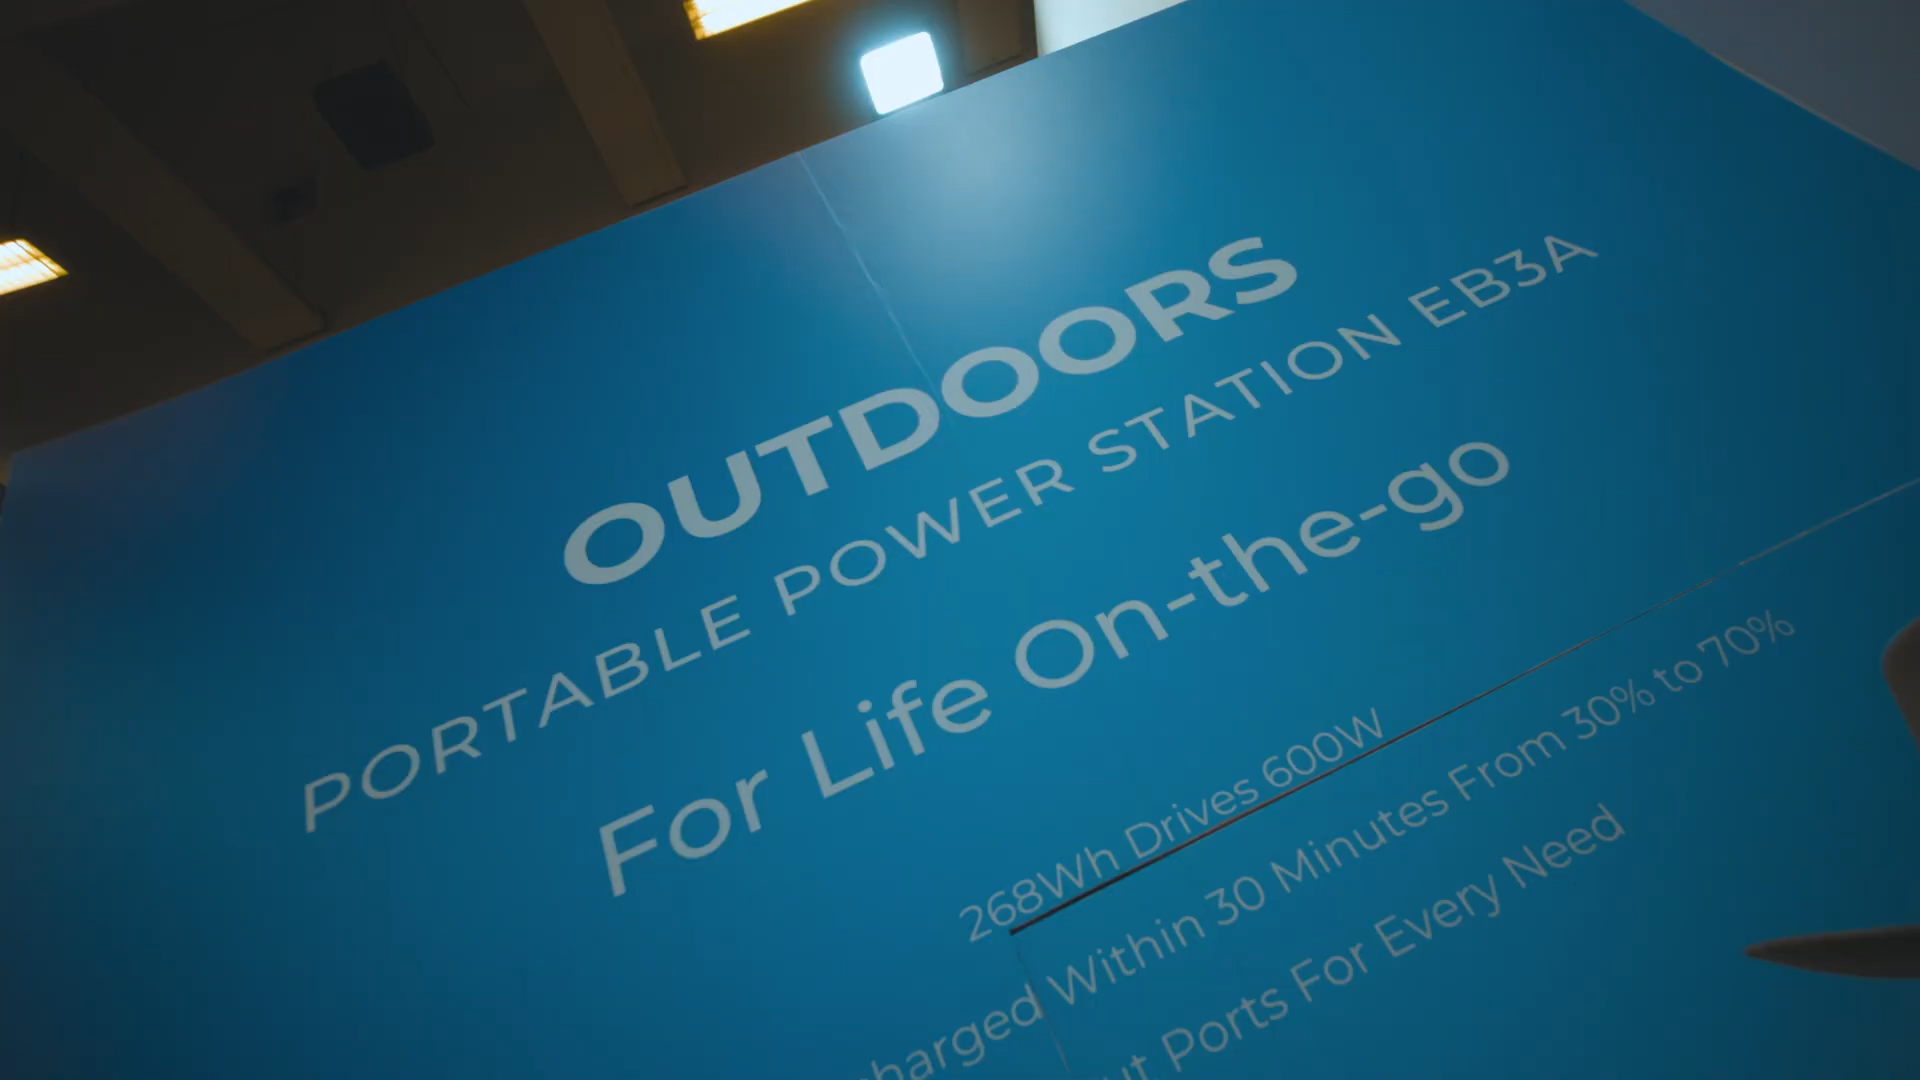 OUTDOORS
PORTABLE POWER STATION EB3A
For Life On-the-go
268Wh Drives 600W
Within 30 Minutes From 30% to 70%
Ports For Every Need